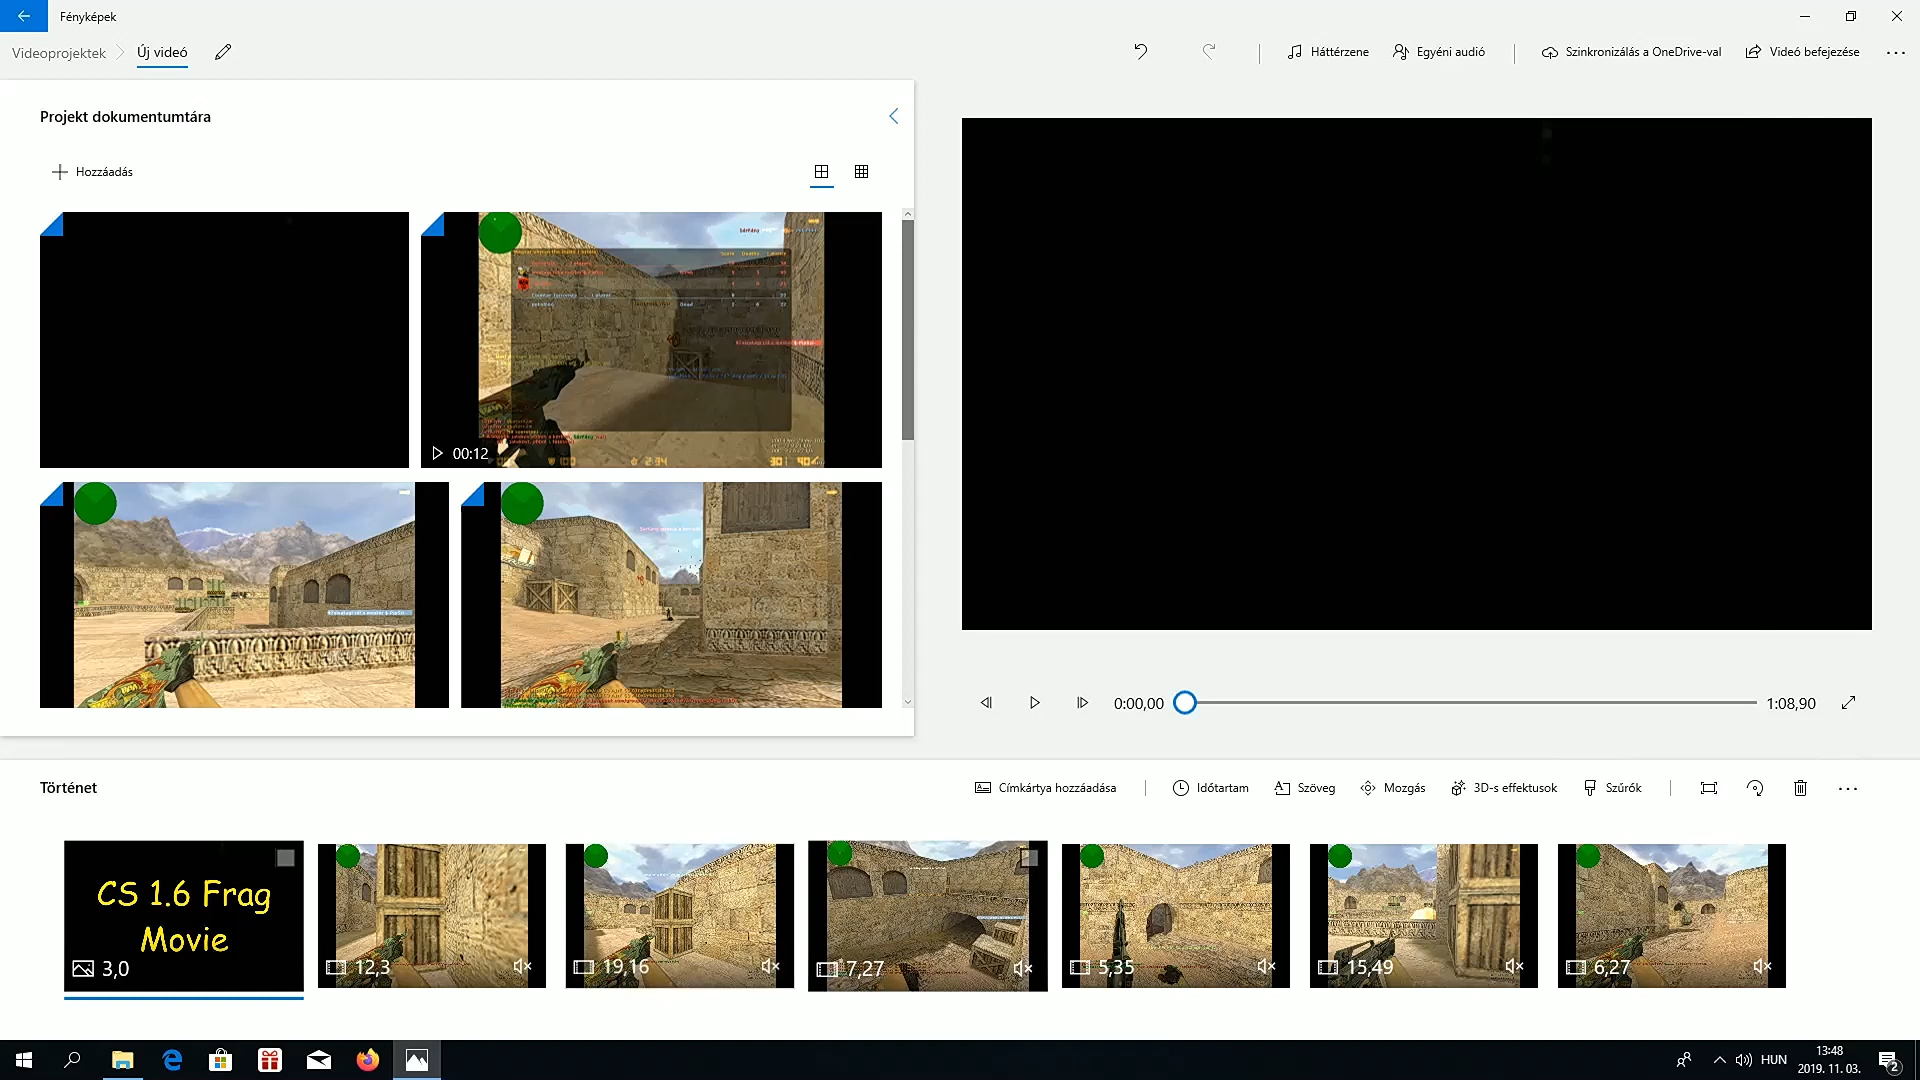 Fényképek
Videoprojektek
Új videó
Háttérzene
Egyéni audió
Szinkronizálás a OneDrive-val
Videó befejezése
Projekt dokumentumtára
Hozzáadás
00:12
0:00,00
1:08,90
Történet
Címkártya hozzáadása
Időtartam
Szöveg
Mozgás
3D-s effektusok
Szűrők
CS 1.6 Frag
Movie
3,0
12,3
19,16
7,27
5,35
15,49
6,27
HUN
13:48
2019. 11. 03.
2